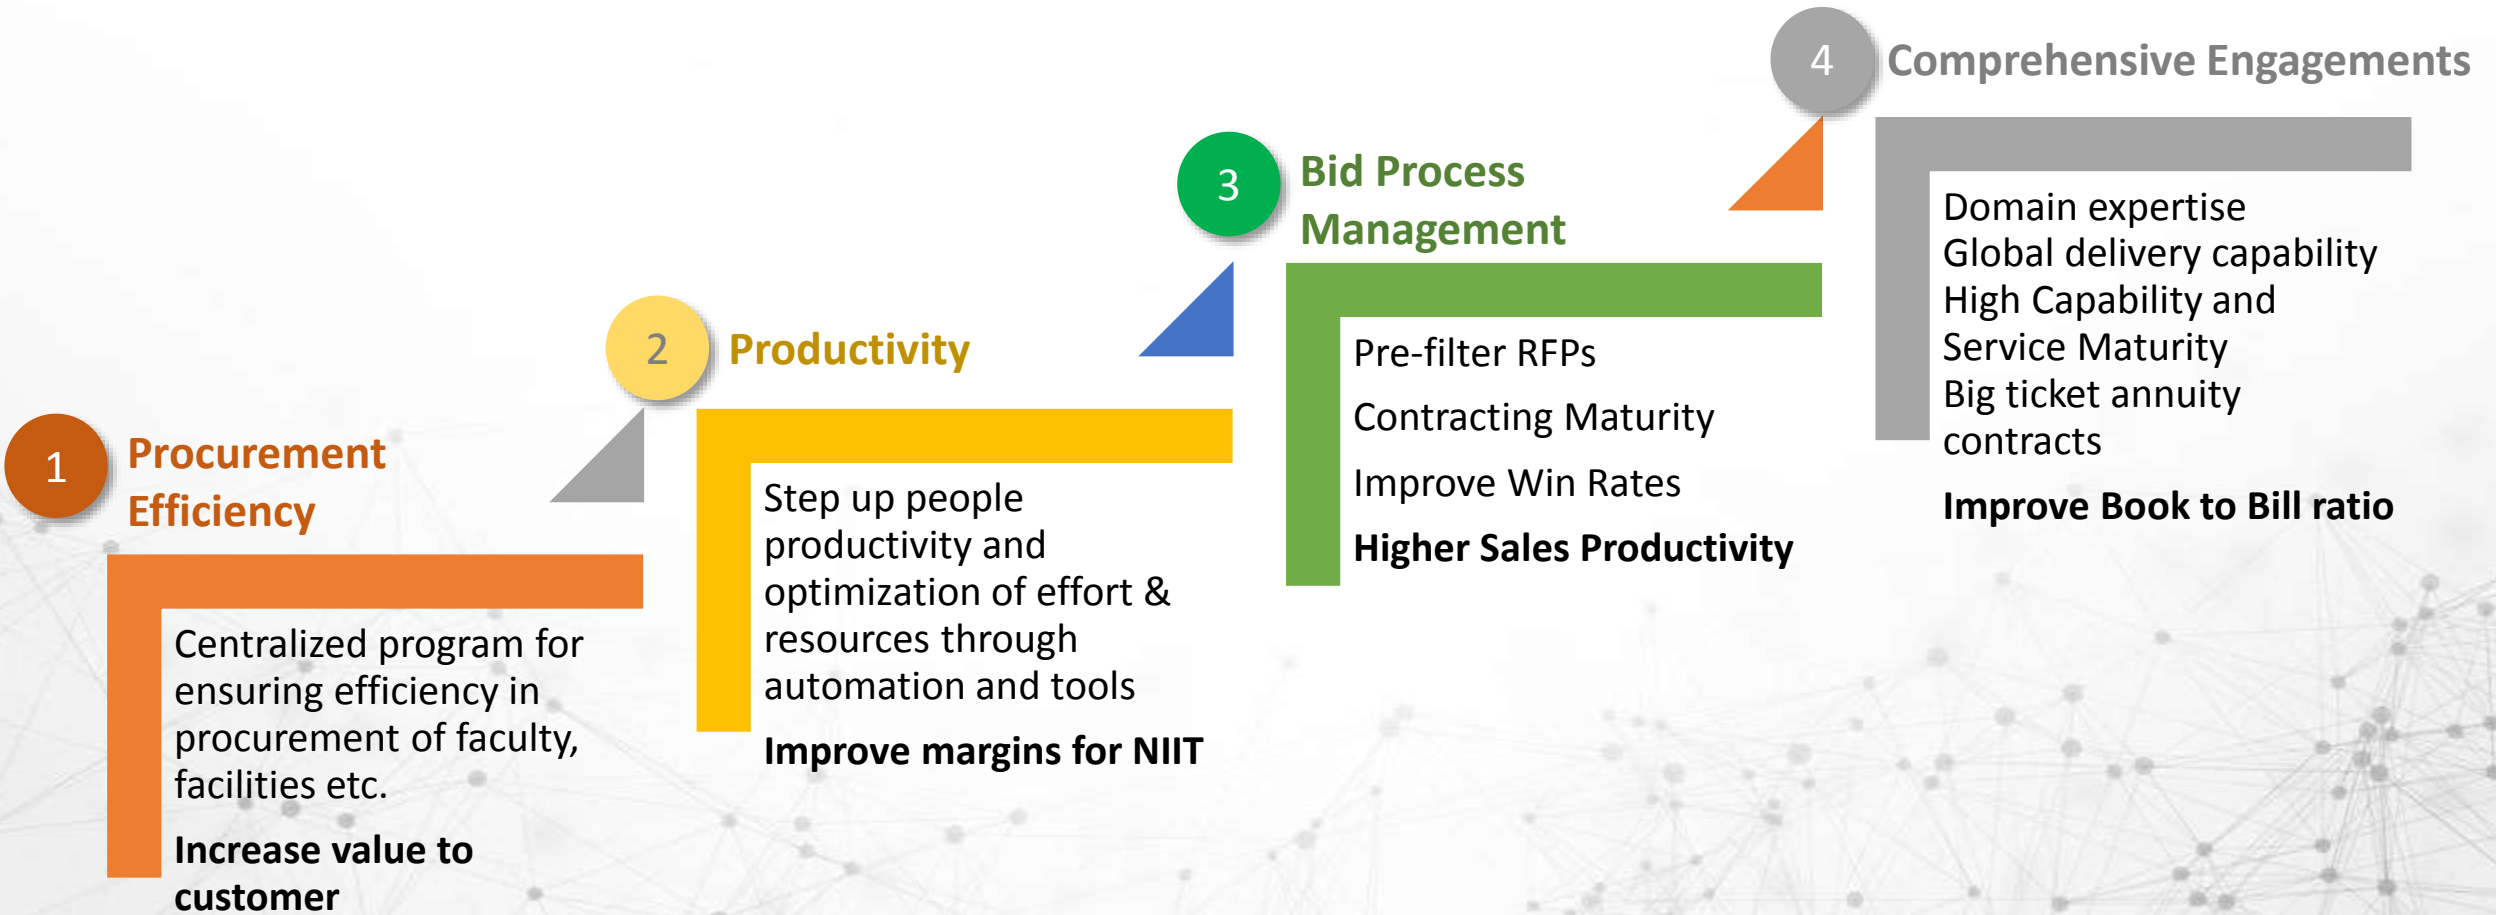 1
Procurement
Efficiency
Centralized program for
ensuring efficiency in
procurement of faculty,
facilities etc.
Increase value to
customer
2
Productivity
Step up people
productivity and
optimization of effort &
resources through
automation and tools
Improve margins for NIIT
3
Bid Process
Management
Pre-filter RFPs
Contracting Maturity
Improve Win Rates
Higher Sales Productivity
4
Comprehensive Engagements
Domain expertise
Global delivery capability
High Capability and
Service Maturity
Big ticket annuity
contracts
Improve Book to Bill ratio